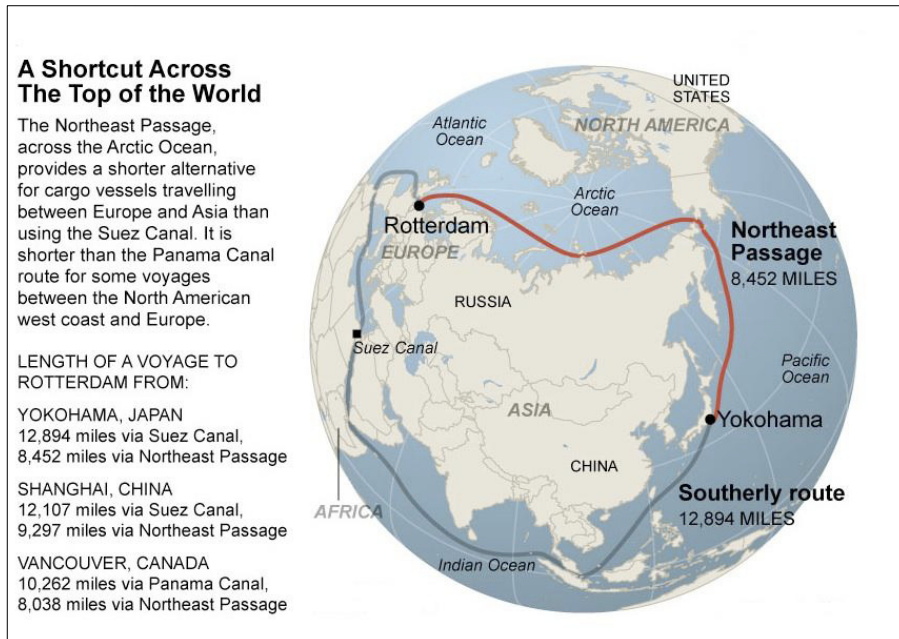 A Shortcut Across
The Top of the World
The Northeast Passage,
across the Arctic Ocean,
provides a shorter alternative
for cargo vessels travelling
between Europe and Asia than
using the Suez Canal. It is
shorter than the Panama Canal
route for some voyages
between the North American
west coast and Europe.
LENGTH OF A VOYAGE TO
ROTTERDAM FROM:
YOKOHAMA, JAPAN
12,894 miles via Suez Canal,
8,452 miles via Northeast Passage
SHANGHAI, CHINA
12,107 miles via Suez Canal,
9,297 miles via Northeast Passage
VANCOUVER, CANADA
10,262 miles via Panama Canal,
8,038 miles via Northeast Passage
UNITED
STATES
NORTH AMERICA
Atlantic
Ocean
Arctic
Ocean
Rotterdam
EUROPE
Northeast
Passage
8,452 MILES
RUSSIA
Suez Canal
Pacific
Ocean
ASIA
Yokohama
CHINA
Southerly route
12,894 MILES
AFRICA
Indian Ocean